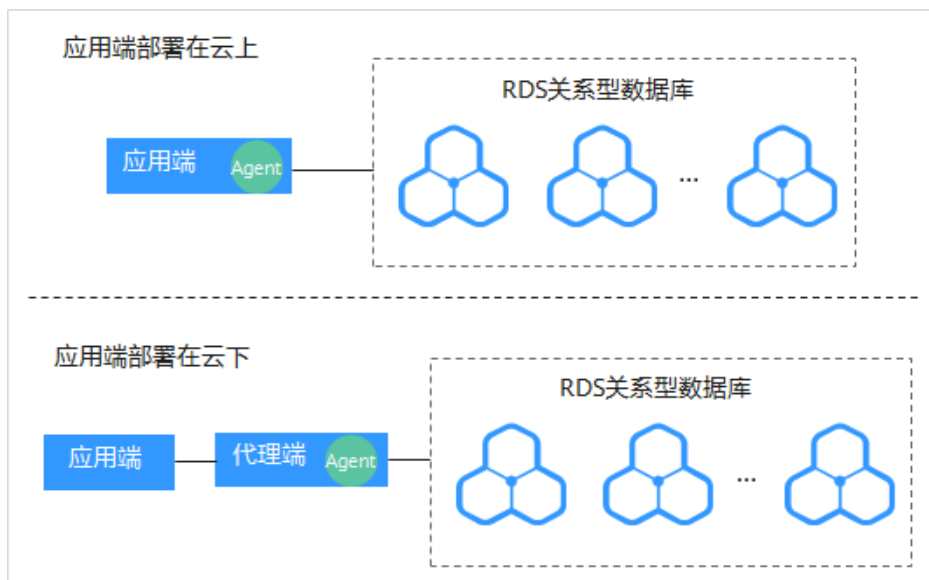 应用端部署在云上
RDS关系型数据库
应用端
Agent
...
应用端部署在云下
RDS关系型数据库
应用端
代理端
Agent
...